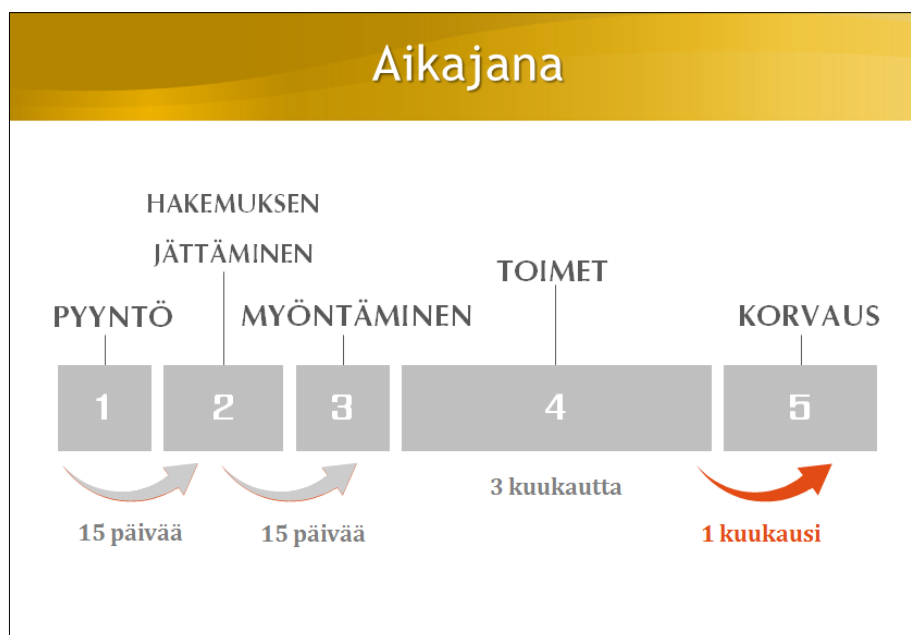 Aikajana
HAKEMUKSEN
JÄTTÄMINEN
PYYNTÖ
MYÖNTÄMINEN
TOIMET
KORVAUS
1
2
3
4
5
15 päivää
15 päivää
3 kuukautta
1 kuukausi